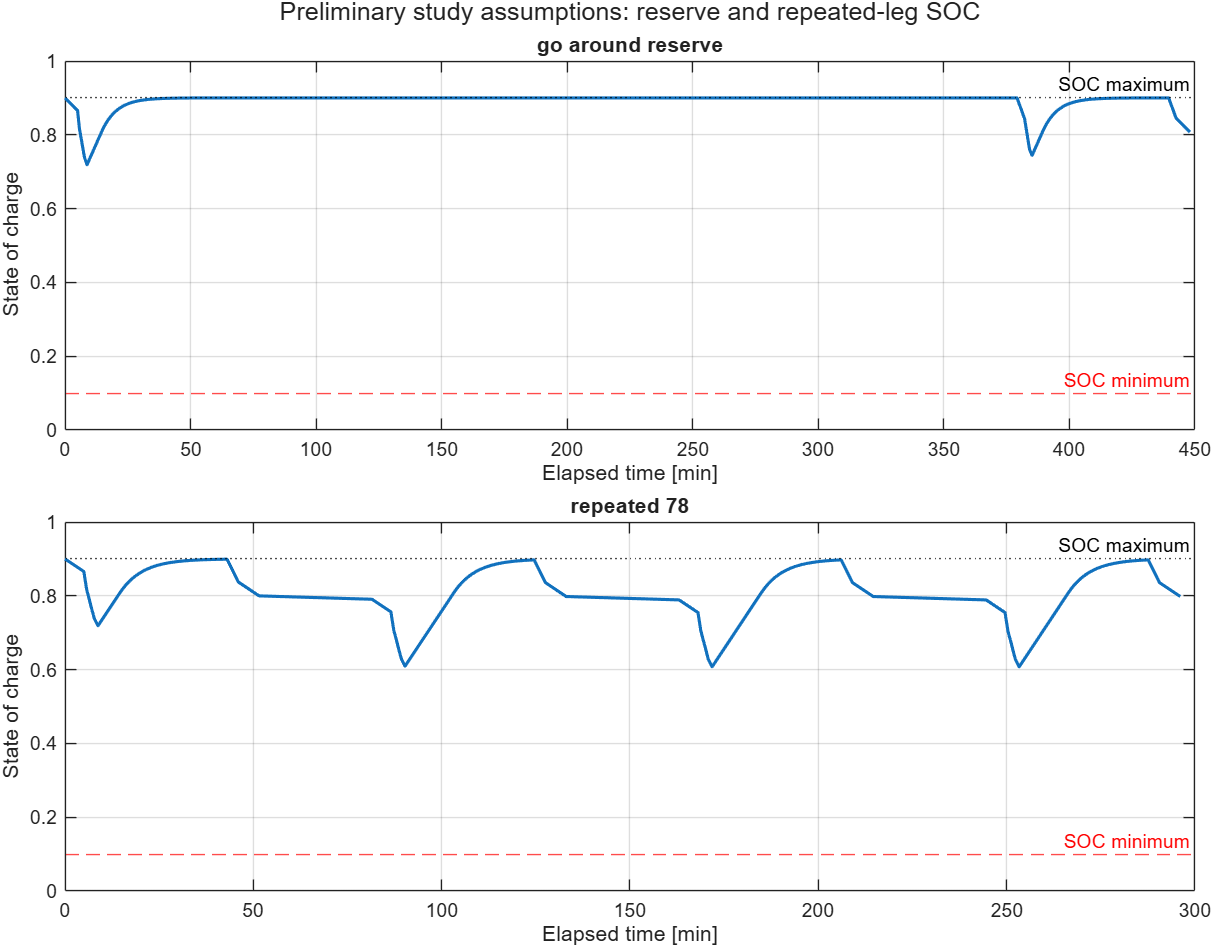 Preliminary study assumptions: reserve and repeated-leg SOC
go around reserve
State of charge
1
0.8
0.6
0.4
0.2
0
SOC maximum
SOC minimum
0 50 100 150 200 250 300 350 400 450
Elapsed time [min]
repeated 78
State of charge
1
0.8
0.6
0.4
0.2
0
SOC maximum
SOC minimum
0 50 100 150 200 250 300
Elapsed time [min]